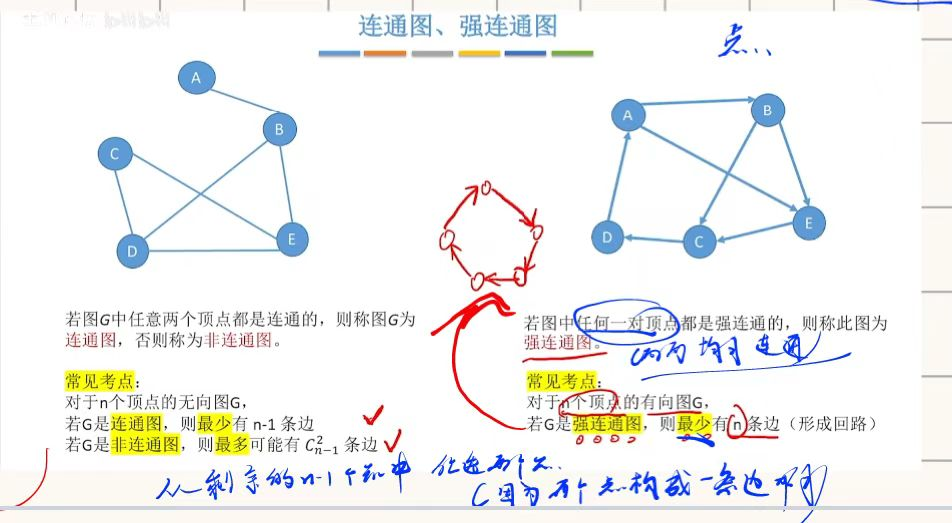 连通图、强连通图
点
A
B
C
D
E
A
B
D
C
E
若图G中任意两个顶点都是连通的，则称图G为
连通图，否则称为非连通图。
常见考点：
对于n个顶点的无向图G，
若G是连通图，则最少有 n-1 条边
若G是非连通图，则最多可能有 C²ₙ₋₁ 条边
若图中任何一对顶点都是强连通的，则称此图为
强连通图。
两两均可连通
常见考点：
对于n个顶点的有向图G，
若G是强连通图，则最少有 n 条边（形成回路）
从剩余的n-1个点中 任选两个点
(因为两个点构成一条边